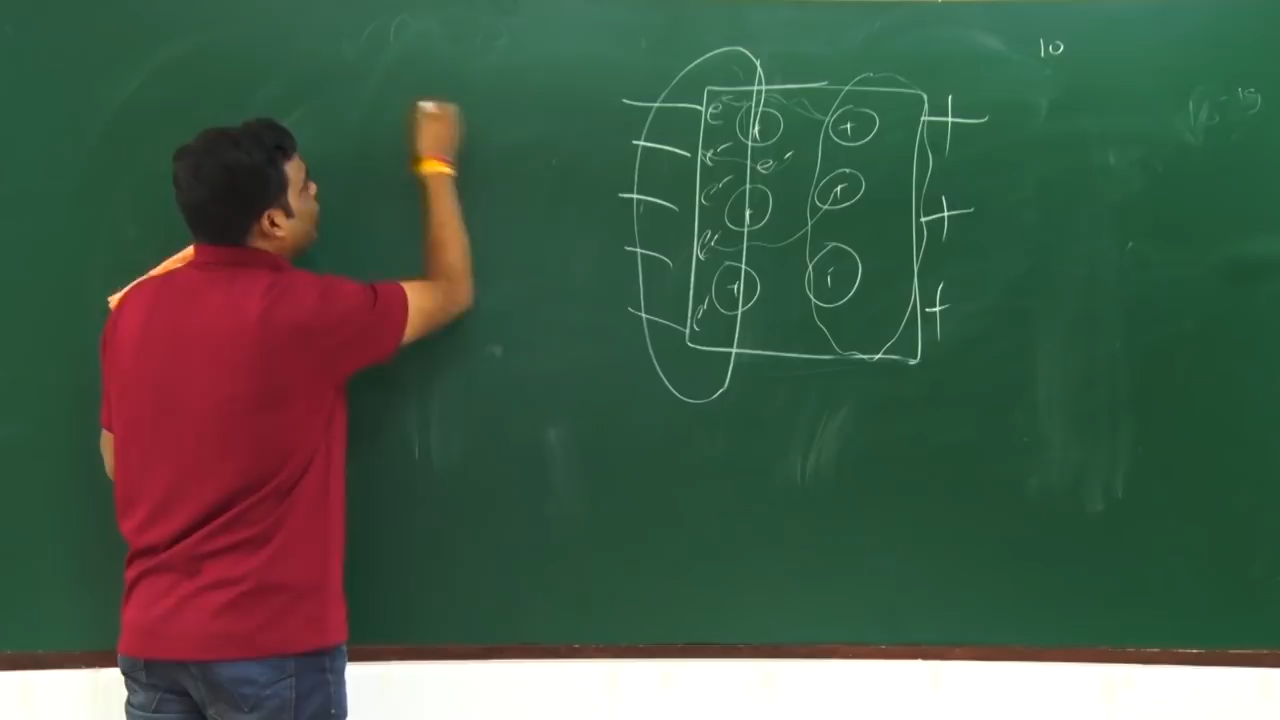 10
e⁻ + +
e⁻ e⁻
e⁻ + +
e⁻
e⁻ + +
+
+
+